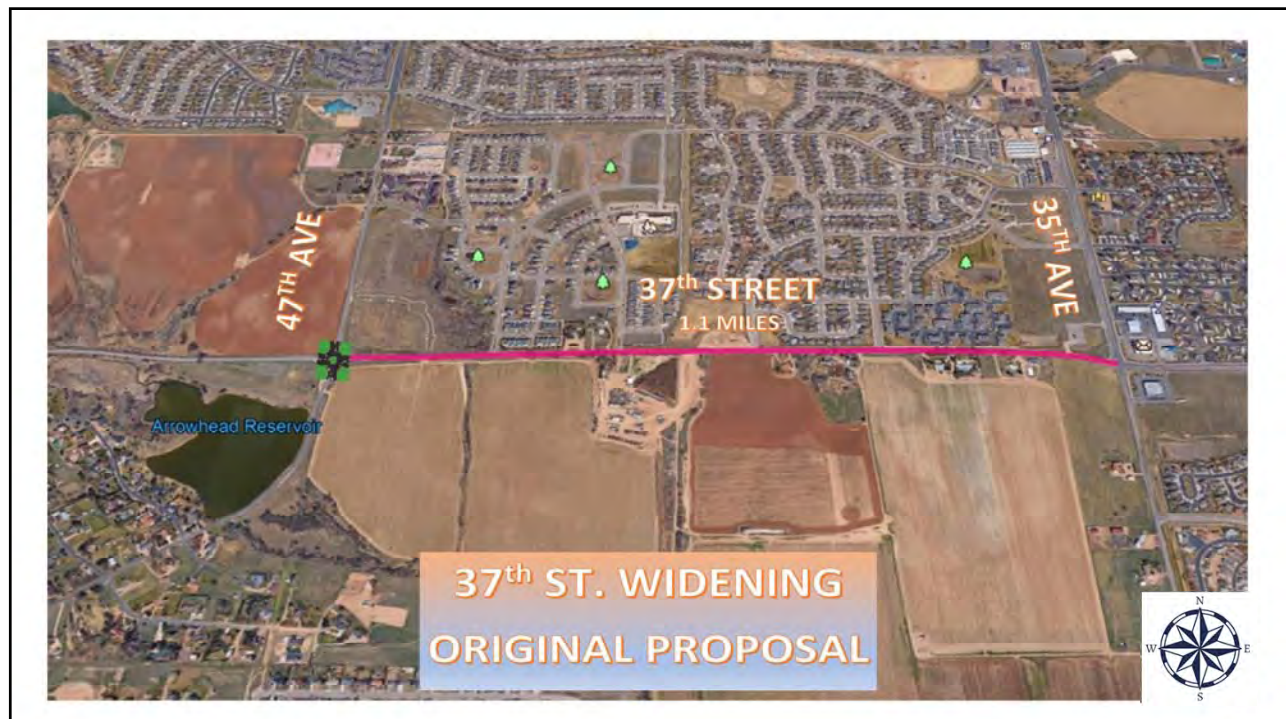 47TH AVE
35TH AVE
37th STREET
1.1 MILES
Arrowhead Reservoir
37th ST. WIDENING
ORIGINAL PROPOSAL
N
W
E
S